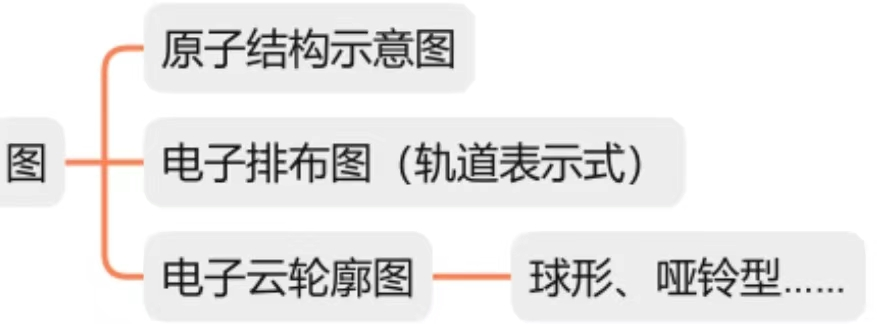 原子结构示意图
图
电子排布图（轨道表示式）
电子云轮廓图
球形、哑铃型......